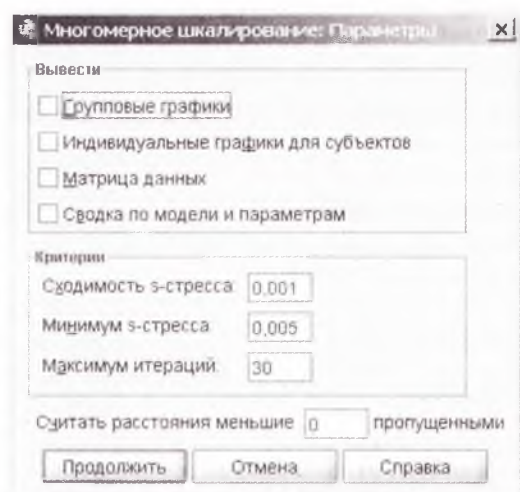 Многомерное шкалирование: Параметры
Вывести
Групповые графики
Индивидуальные графики для субъектов
Матрица данных
Сводка по модели и параметрам
Критерии
Сходимость s-стресса: 0,001
Минимум s-стресса: 0,005
Максимум итераций: 30
Считать расстояния меньшие 0 пропущенными
Продолжить Отмена Справка